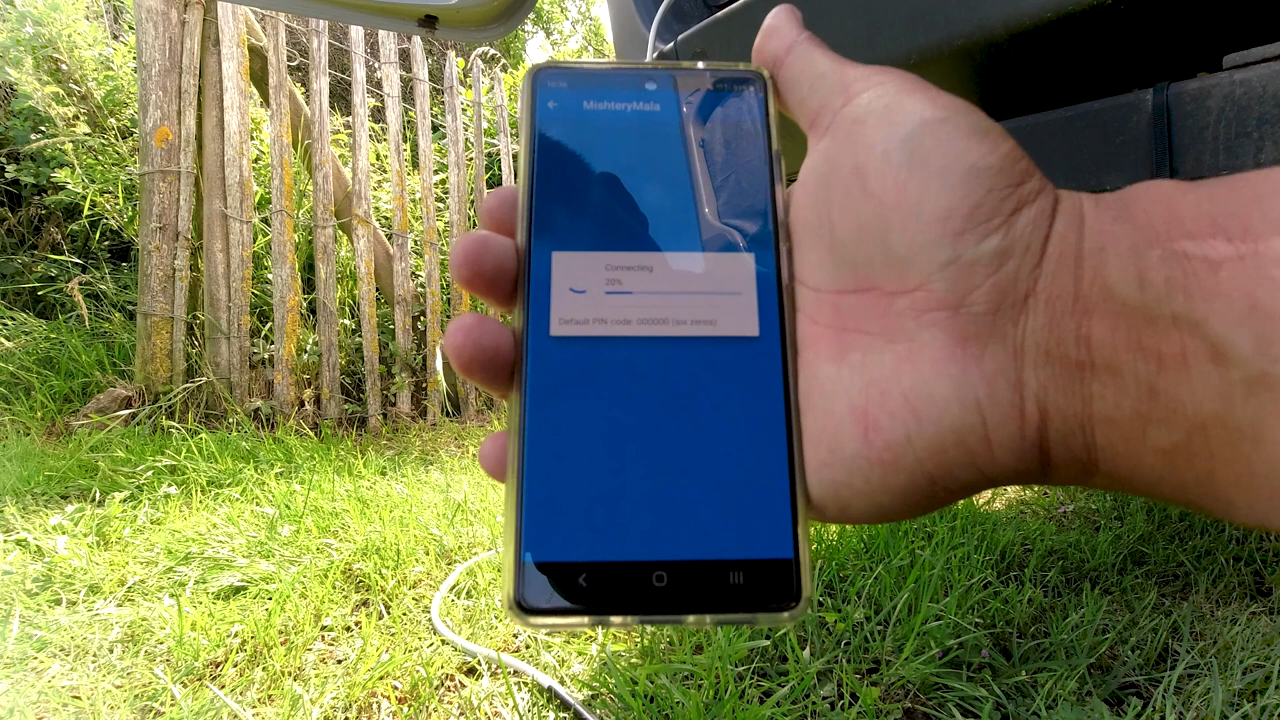 MishteryMala
Connecting
20%
Default PIN code: 000000 (six zeros)